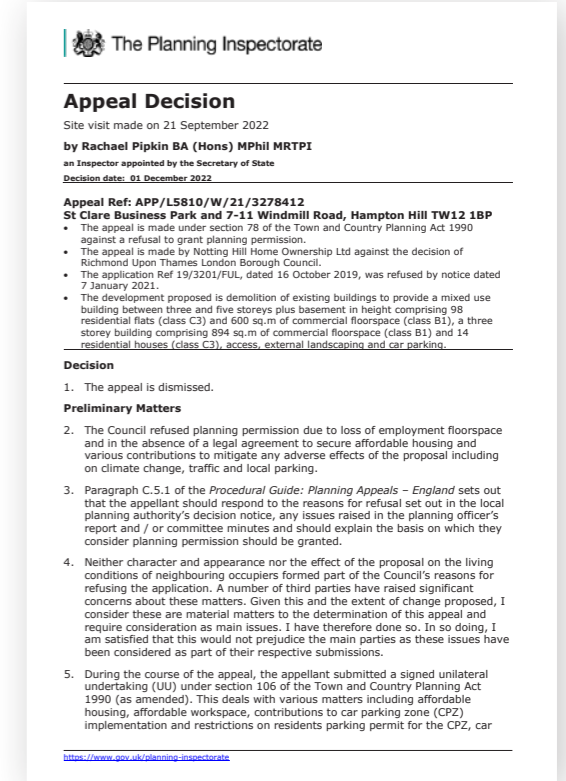 The Planning Inspectorate
Appeal Decision
Site visit made on 21 September 2022
by Rachael Pipkin BA (Hons) MPhil MRTPI
an Inspector appointed by the Secretary of State
Decision date: 01 December 2022
Appeal Ref: APP/L5810/W/21/3278412
St Clare Business Park and 7-11 Windmill Road, Hampton Hill TW12 1BP
• The appeal is made under section 78 of the Town and Country Planning Act 1990
against a refusal to grant planning permission.
• The appeal is made by Notting Hill Home Ownership Ltd against the decision of
Richmond Upon Thames London Borough Council.
• The application Ref 19/3201/FUL, dated 16 October 2019, was refused by notice dated
7 January 2021.
• The development proposed is demolition of existing buildings to provide a mixed use
building between three and five storeys plus basement in height comprising 98
residential flats (class C3) and 600 sq.m of commercial floorspace (class B1), a three
storey building comprising 894 sq.m of commercial floorspace (class B1) and 14
residential houses (class C3), access, external landscaping and car parking.
Decision
1. The appeal is dismissed.
Preliminary Matters
2. The Council refused planning permission due to loss of employment floorspace
and in the absence of a legal agreement to secure affordable housing and
various contributions to mitigate any adverse effects of the proposal including
on climate change, traffic and local parking.
3. Paragraph C.5.1 of the Procedural Guide: Planning Appeals – England sets out
that the appellant should respond to the reasons for refusal set out in the local
planning authority's decision notice, any issues raised in the planning officer's
report and / or committee minutes and should explain the basis on which they
consider planning permission should be granted.
4. Neither character and appearance nor the effect of the proposal on the living
conditions of neighbouring occupiers formed part of the Council's reasons for
refusing the application. A number of third parties have raised significant
concerns about these matters. Given this and the extent of change proposed, I
consider these are material matters to the determination of this appeal and
require consideration as main issues. I have therefore done so. In so doing, I
am satisfied that this would not prejudice the main parties as these issues have
been considered as part of their respective submissions.
5. During the course of the appeal, the appellant submitted a signed unilateral
undertaking (UU) under section 106 of the Town and Country Planning Act
1990 (as amended). This deals with various matters including affordable
housing, affordable workspace, contributions to car parking zone (CPZ)
implementation and restrictions on residents parking permit for the CPZ, car
https://www.gov.uk/planning-inspectorate